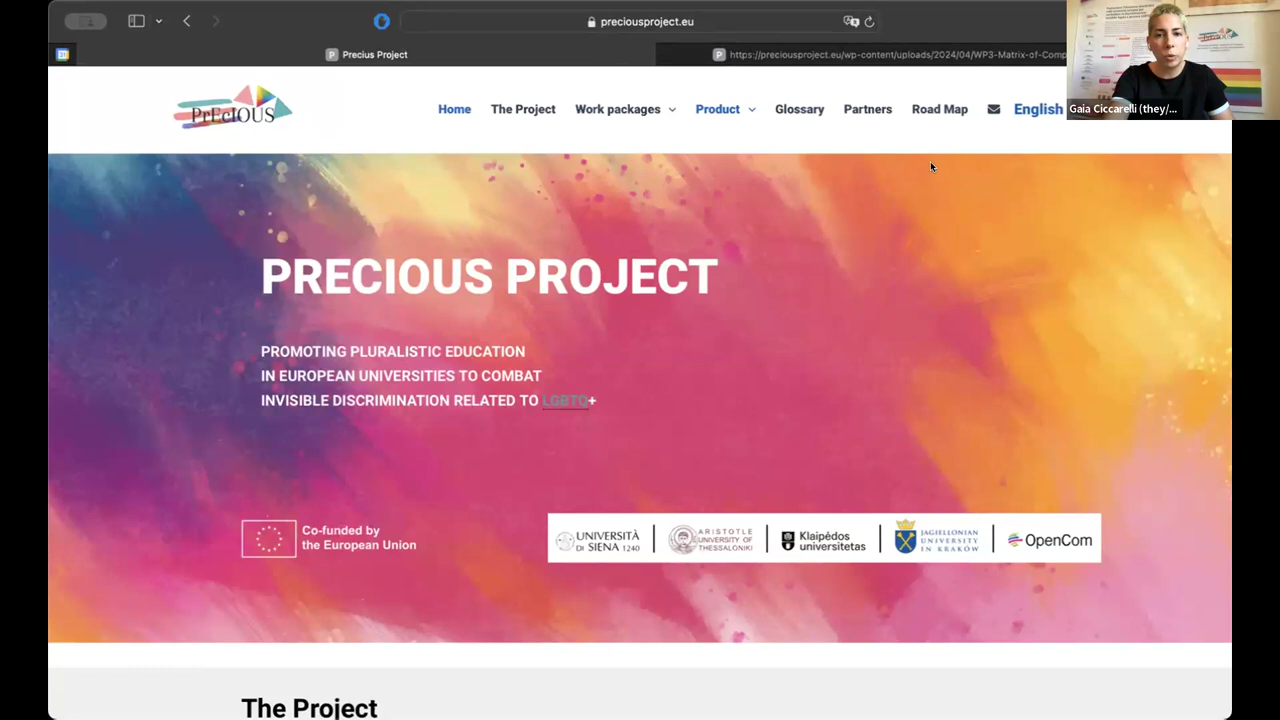 preciousproject.eu
Precius Project
https://preciousproject.eu/wp-content/uploads/2024/04/WP3-Matrix-of-Comp
PrEcIOUS
Home
The Project
Work packages
Product
Glossary
Partners
Road Map
English
Gaia Ciccarelli (they/...
PRECIOUS PROJECT
PROMOTING PLURALISTIC EDUCATION
IN EUROPEAN UNIVERSITIES TO COMBAT
INVISIBLE DISCRIMINATION RELATED TO LGBTQ+
Co-funded by
the European Union
UNIVERSITÀ
DI SIENA 1240
ARISTOTLE
UNIVERSITY OF
THESSALONIKI
Klaipėdos
universitetas
JAGIELLONIAN
UNIVERSITY
IN KRAKÓW
OpenCom
The Project